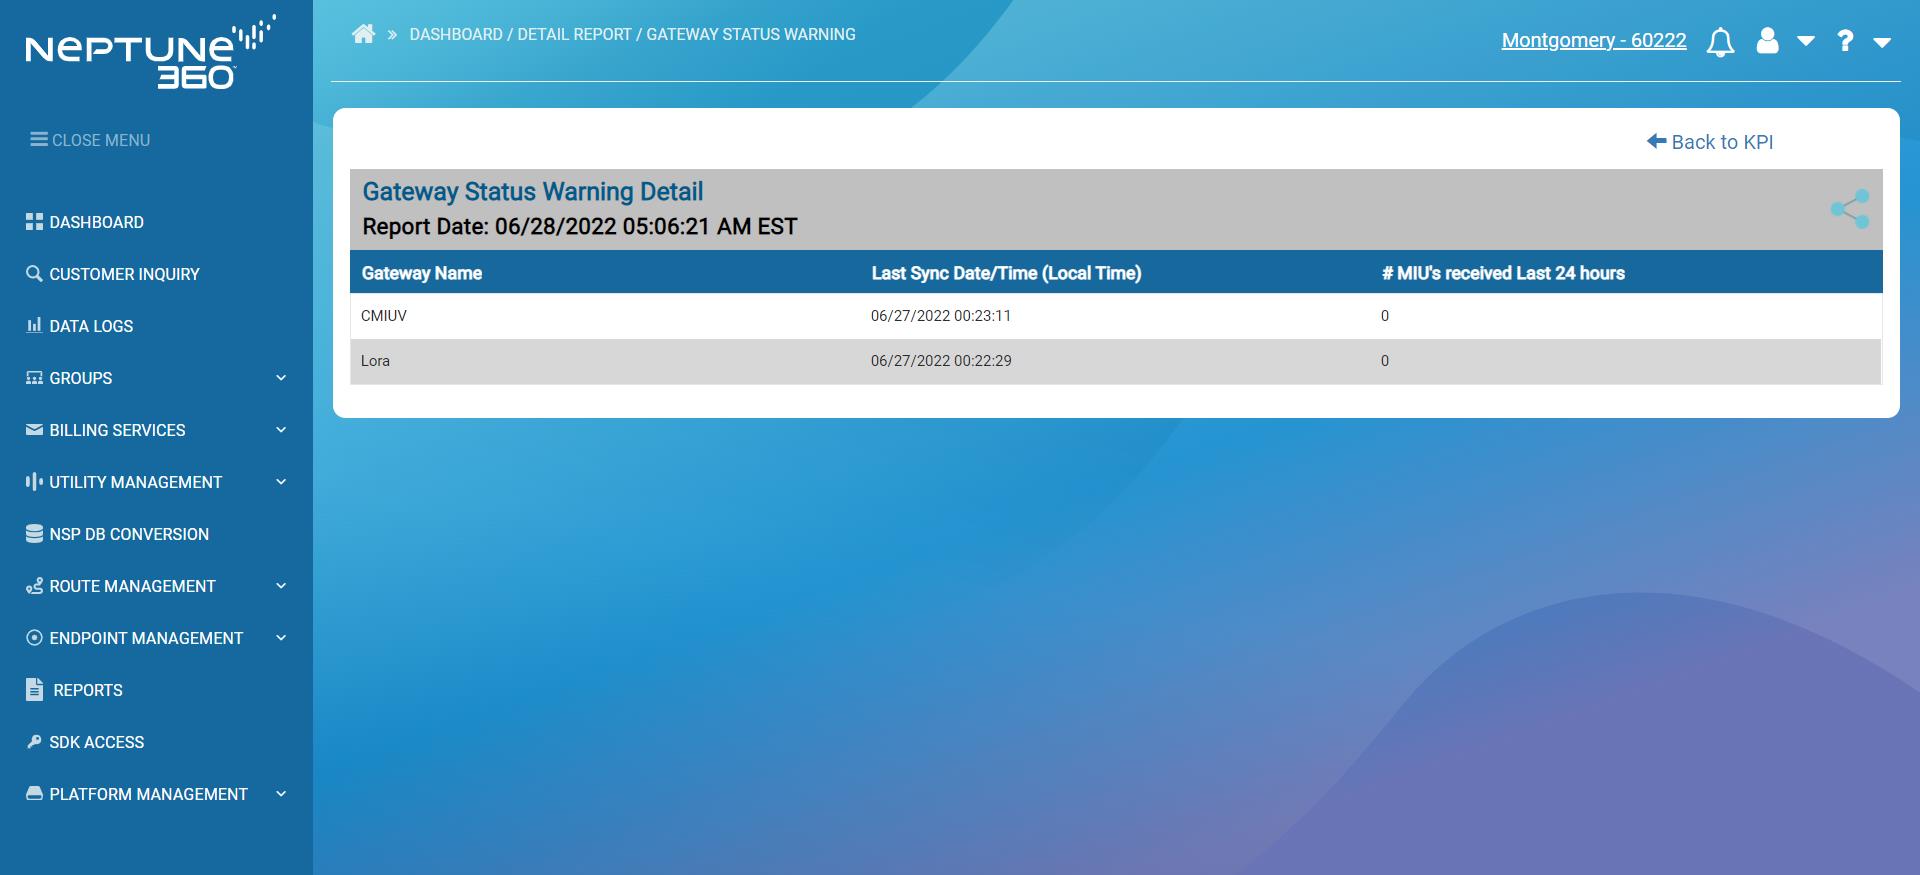 NEPTUNE
360
CLOSE MENU
DASHBOARD
CUSTOMER INQUIRY
DATA LOGS
GROUPS
BILLING SERVICES
UTILITY MANAGEMENT
NSP DB CONVERSION
ROUTE MANAGEMENT
ENDPOINT MANAGEMENT
REPORTS
SDK ACCESS
PLATFORM MANAGEMENT
» DASHBOARD / DETAIL REPORT / GATEWAY STATUS WARNING
Montgomery - 60222 ?
Back to KPI
Gateway Status Warning Detail
Report Date: 06/28/2022 05:06:21 AM EST
Gateway Name Last Sync Date/Time (Local Time) # MIU's received Last 24 hours
CMIUV 06/27/2022 00:23:11 0
Lora 06/27/2022 00:22:29 0